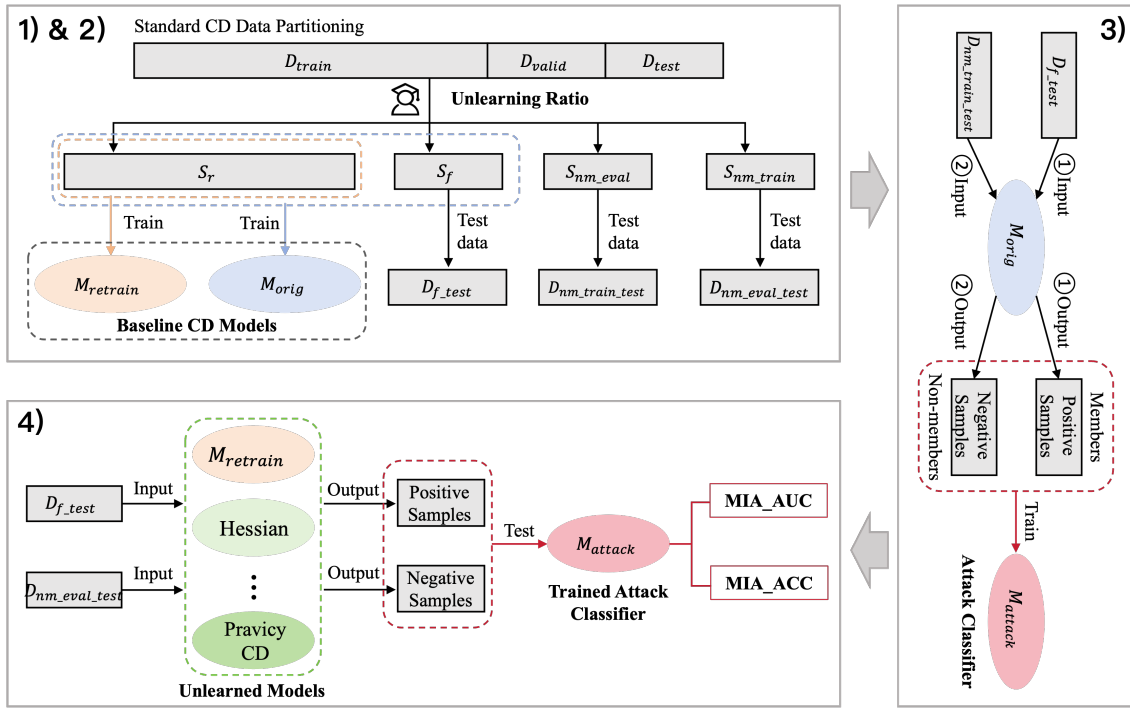 1) & 2)
Standard CD Data Partitioning
D_train
D_valid
D_test
Unlearning Ratio
S_r
S_f
S_nm_eval
S_nm_train
Train
Train
Test
data
Test
data
Test
data
M_retrain
M_orig
D_f_test
D_nm_train_test
D_nm_eval_test
Baseline CD Models
3)
D_nm_train_test
D_f_test
② Input
① Input
M_orig
② Output
① Output
Non-members
Negative
Samples
Positive
Samples
Members
Train
M_attack
Attack Classifier
4)
D_f_test
Input
D_nm_eval_test
Input
M_retrain
Hessian
⋮
Pravicy
CD
Unlearned Models
Output
Output
Positive
Samples
Negative
Samples
Test
M_attack
Trained Attack
Classifier
MIA_AUC
MIA_ACC